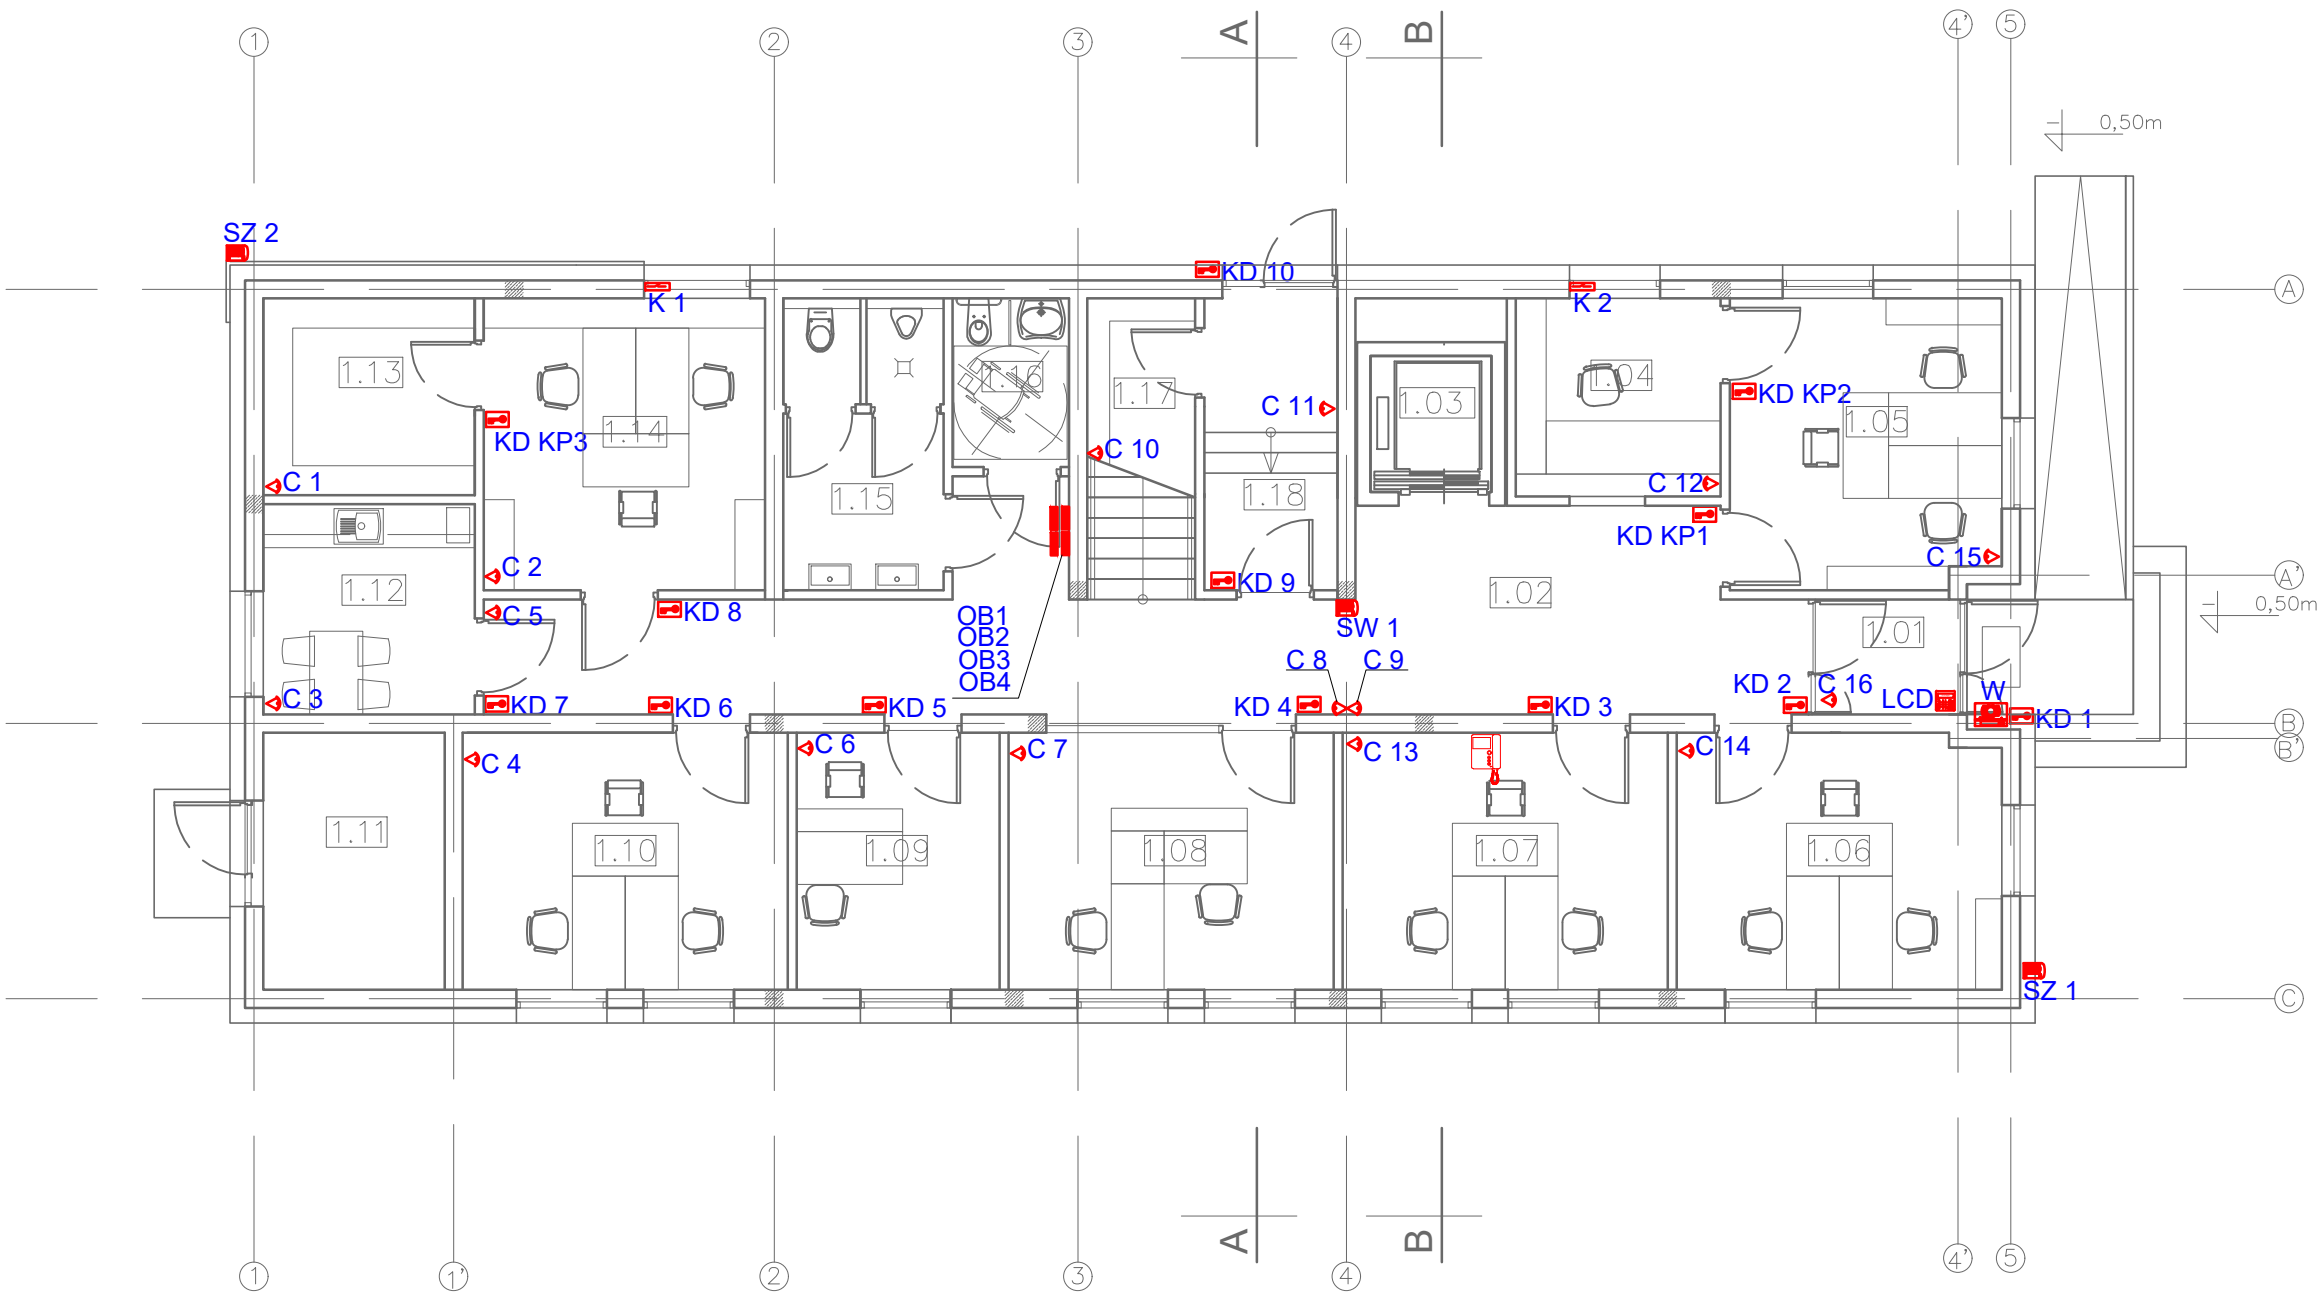 1
2
3
A
4
B
4'
5
0,50m
SZ 2
KD 10
A
K 1
K 2
1.13
1.16
1.17
1.03
1.04
KD KP2
C 11
1.05
KD KP3
1.14
C 10
C 1
1.15
1.18
C 12
KD KP1
C 15
C 2
1.12
KD 9
1.02
A'
0,50m
C 5
KD 8
OB1
OB2
OB3
OB4
SW 1
1.01
C 8
C 9
C 3
KD 7
KD 6
KD 5
KD 4
KD 3
KD 2
C 16
LCD
W
KD 1
B
B'
C 4
C 6
C 7
C 13
C 14
1.11
1.10
1.09
1.08
1.07
1.06
SZ 1
C
A
B
1
1'
2
3
4
4'
5